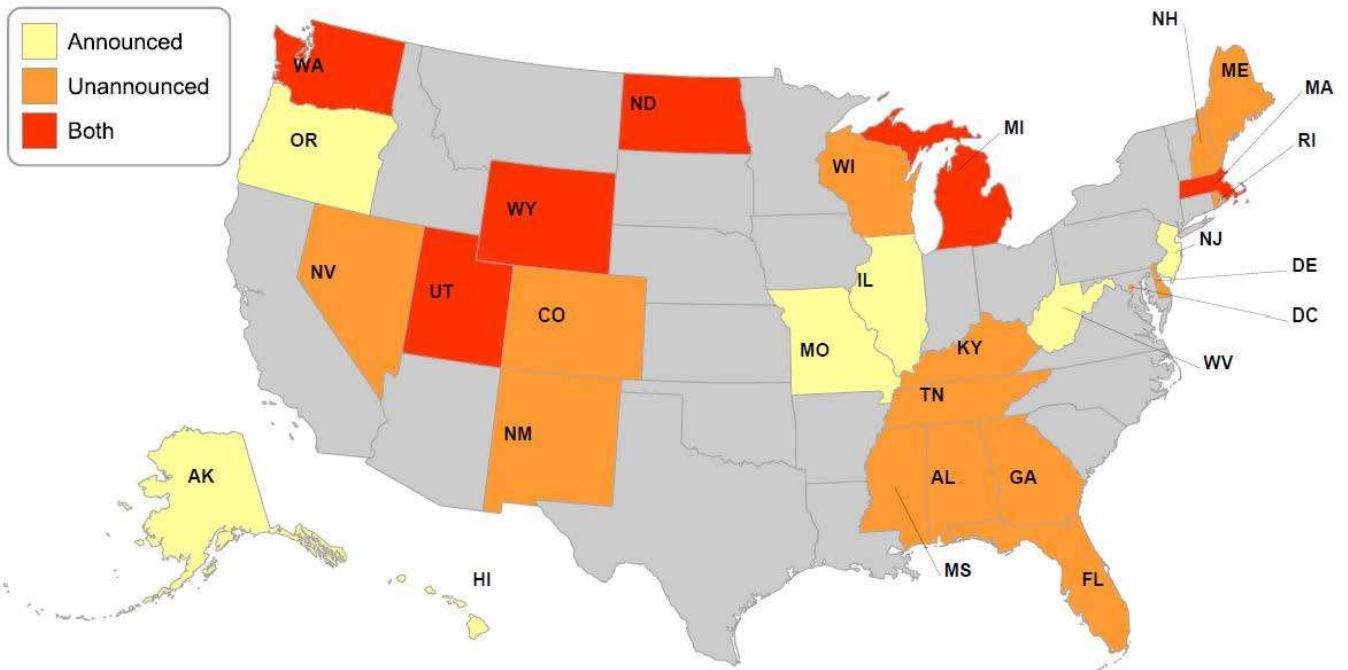 Announced
Unannounced
Both
NH
ME
MA
RI
WA
ND
MI
OR
WI
WY
NJ
NV
IL
DE
UT
CO
DC
MO
KY
WV
TN
NM
AK
AL
GA
HI
MS
FL